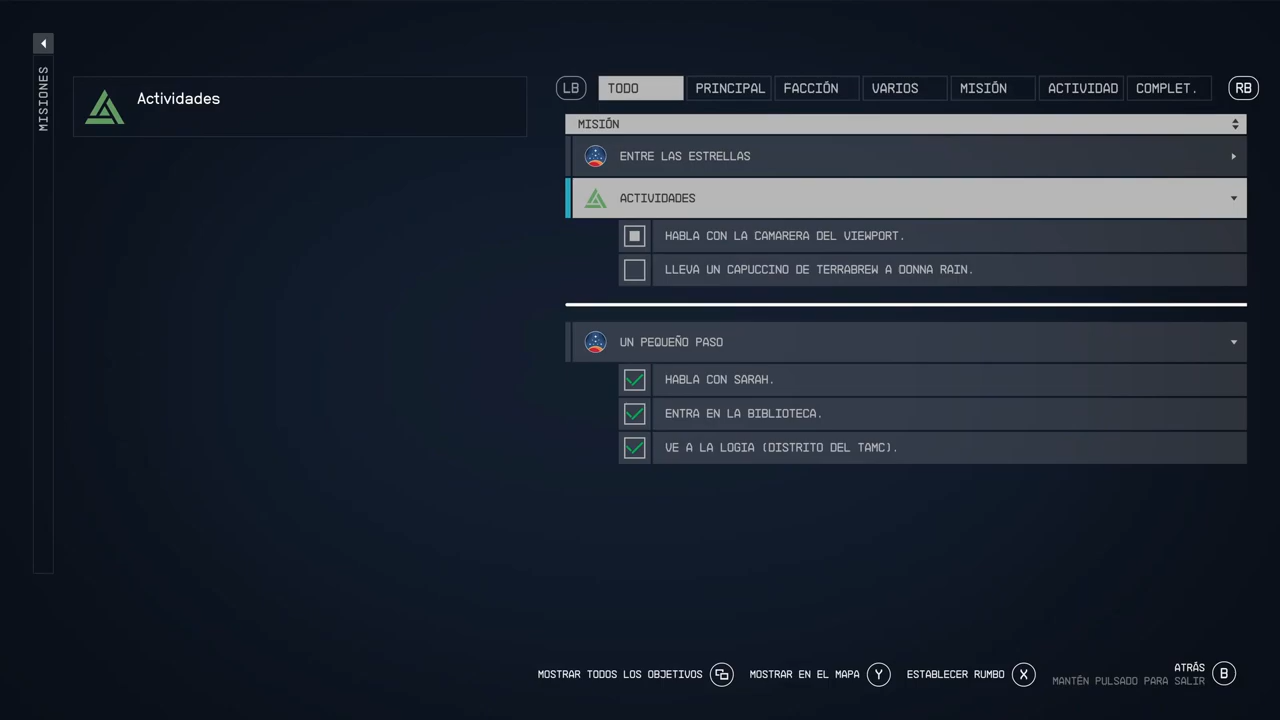 MISIONES
Actividades
LB TODO PRINCIPAL FACCIÓN VARIOS MISIÓN ACTIVIDAD COMPLET. RB
MISIÓN
ENTRE LAS ESTRELLAS
ACTIVIDADES
HABLA CON LA CAMARERA DEL VIEWPORT.
LLEVA UN CAPUCCINO DE TERRABREW A DONNA RAIN.
UN PEQUEÑO PASO
HABLA CON SARAH.
ENTRA EN LA BIBLIOTECA.
VE A LA LOGIA (DISTRITO DEL TAMC).
MOSTRAR TODOS LOS OBJETIVOS MOSTRAR EN EL MAPA Y ESTABLECER RUMBO X ATRÁS B
MANTÉN PULSADO PARA SALIR